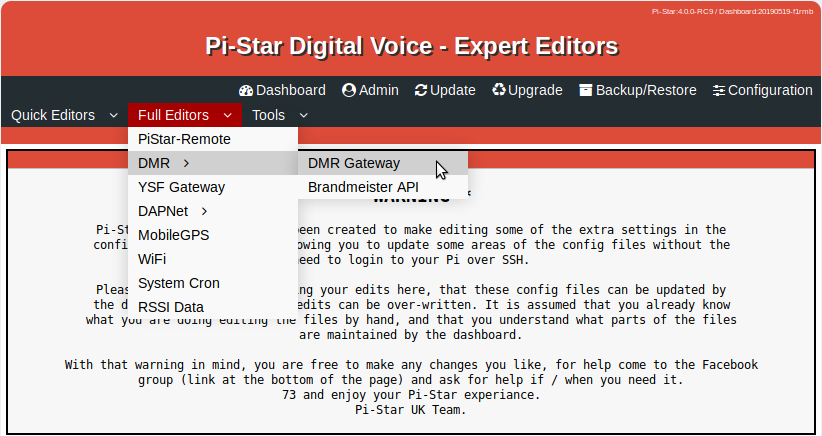 Pi-Star:4.0.0-RC9 / Dashboard:20190519-f1rmb
Pi-Star Digital Voice - Expert Editors
Dashboard Admin Update Upgrade Backup/Restore Configuration
Quick Editors Full Editors Tools
PiStar-Remote
DMR > DMR Gateway
YSF Gateway Brandmeister API
DAPNet >
MobileGPS
WiFi
System Cron
RSSI Data
WARNING *
Pi-St been created to make editing some of the extra settings in the
confi owing you to update some areas of the config files without the
need to login to your Pi over SSH.
Pleas ng your edits here, that these config files can be updated by
the d edits can be over-written. It is assumed that you already know
what you are doing editing the files by hand, and that you understand what parts of the files
are maintained by the dashboard.
With that warning in mind, you are free to make any changes you like, for help come to the Facebook
group (link at the bottom of the page) and ask for help if / when you need it.
73 and enjoy your Pi-Star experiance.
Pi-Star UK Team.